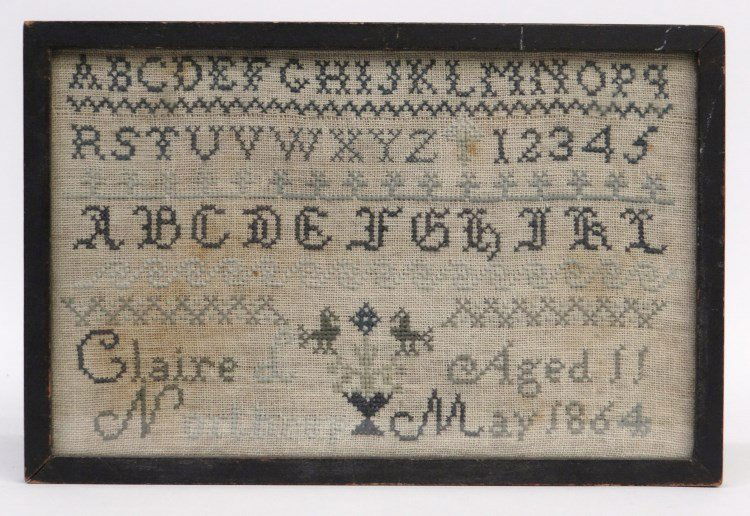 ABCDEFGHIJKLMNOPq
RSTUVWXYZ 12345
ABCDEFGHIKL
Claire Aged 11
May 1864